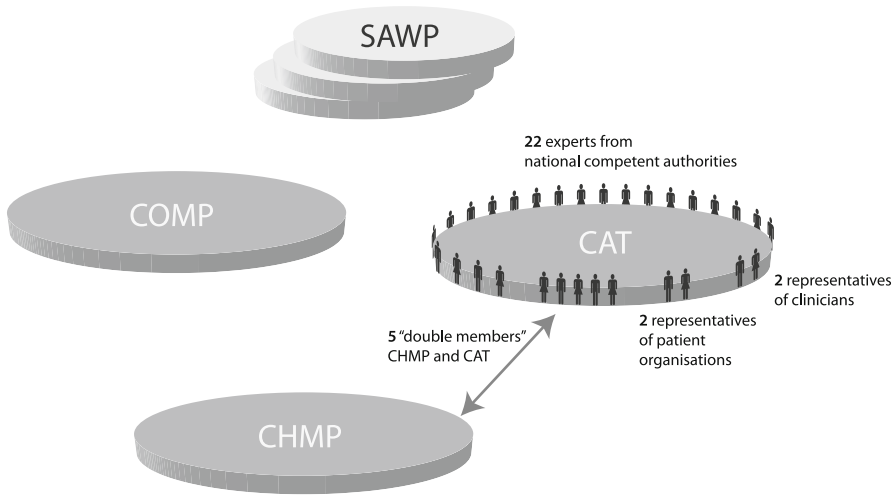 SAWP
22 experts from
national competent authorities
COMP
CAT
2 representatives
of clinicians
2 representatives
of patient
organisations
5 “double members”
CHMP and CAT
CHMP